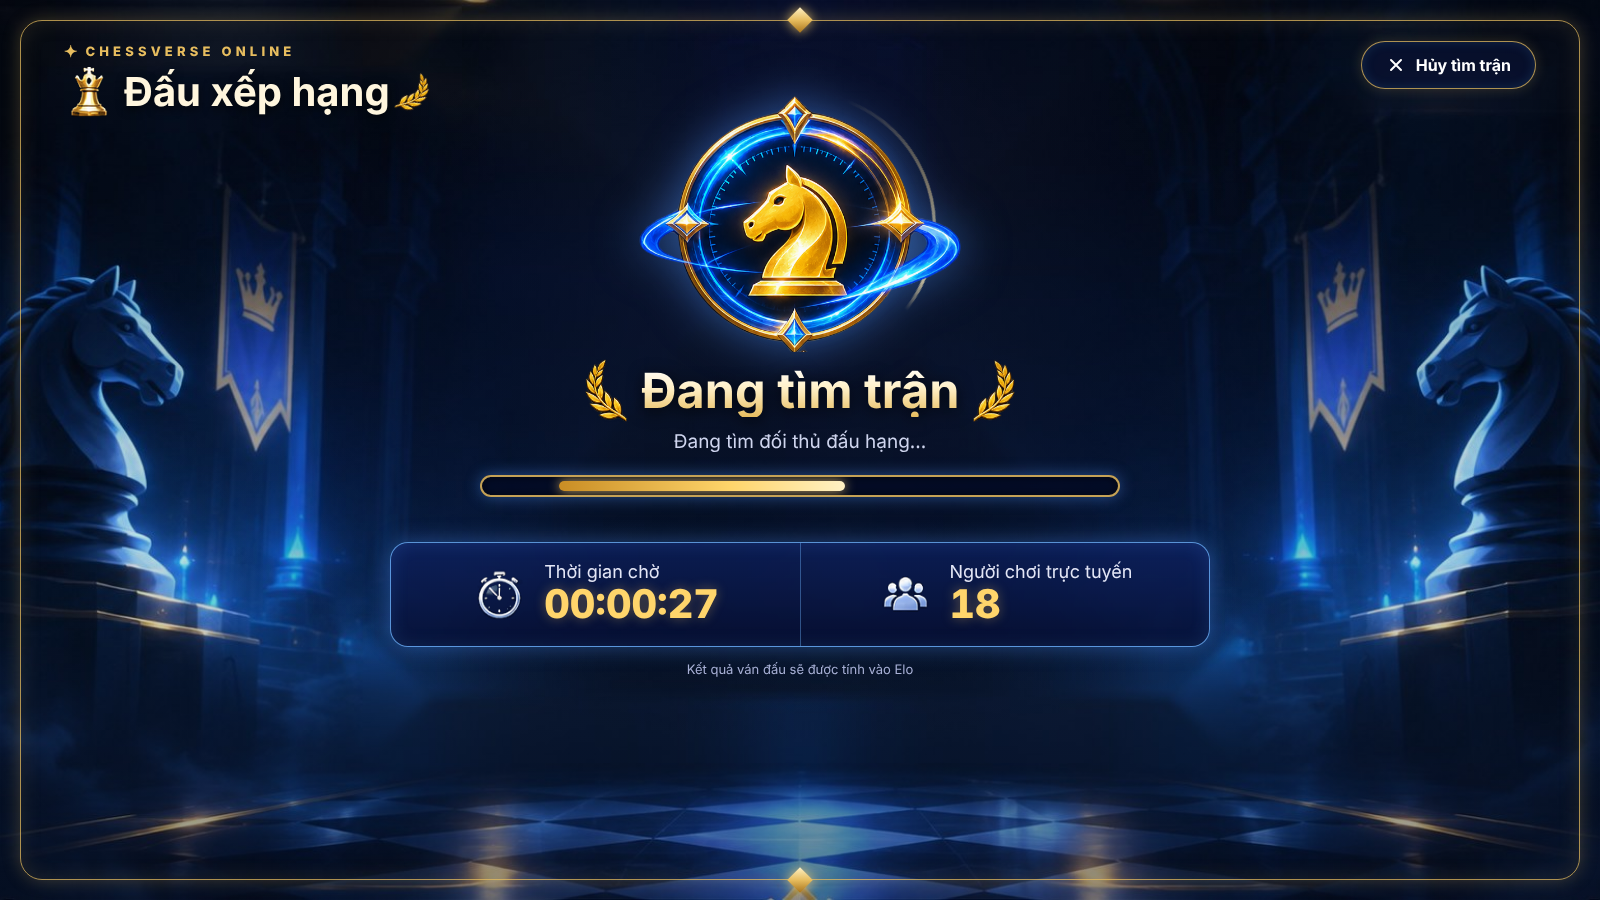 CHESSVERSE ONLINE
Đấu xếp hạng
Hủy tìm trận
Đang tìm trận
Đang tìm đối thủ đấu hạng...
Thời gian chờ
00:00:27
Người chơi trực tuyến
18
Kết quả ván đấu sẽ được tính vào Elo